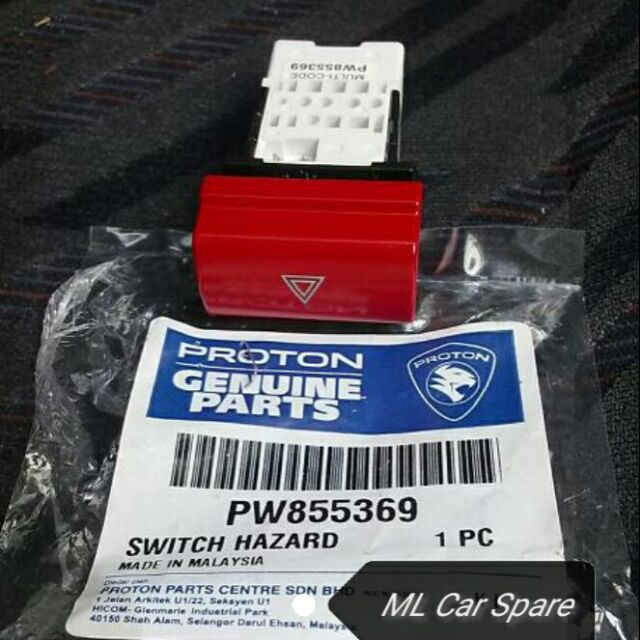 MULTI-CODE
PW855369
PROTON
GENUINE
PARTS
PROTON
PW855369
SWITCH HAZARD 1 PC
MADE IN MALAYSIA
PROTON PARTS CENTRE SDN BHD
1 Jalan Arkitek U1/22, Seksyen U1
HICOM- Glenmarie Industrial Park
40150 Shah Alam, Selangor Darul Ehsan, Malaysia.
ML Car Spare